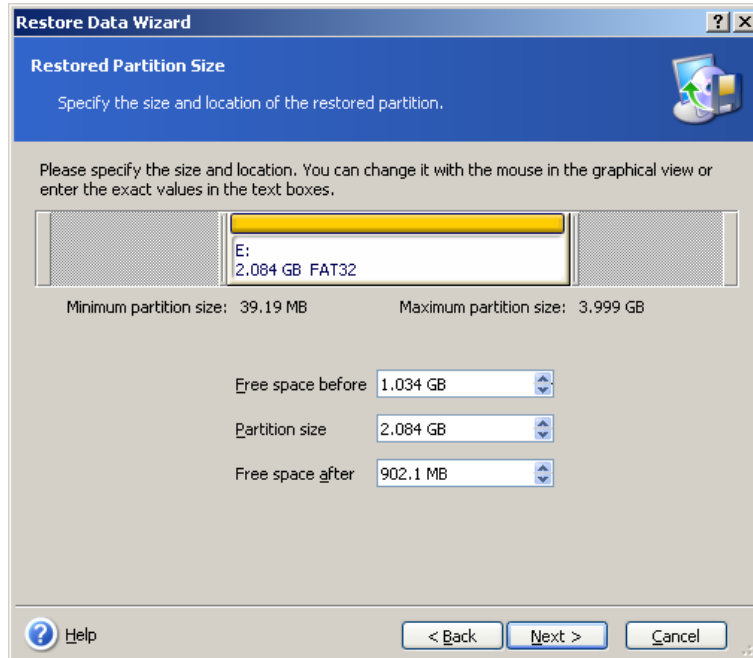 Restore Data Wizard
Restored Partition Size
Specify the size and location of the restored partition.
Please specify the size and location. You can change it with the mouse in the graphical view or
enter the exact values in the text boxes.
E:
2.084 GB FAT32
Minimum partition size: 39.19 MB Maximum partition size: 3.999 GB
Free space before 1.034 GB
Partition size 2.084 GB
Free space after 902.1 MB
Help < Back Next > Cancel